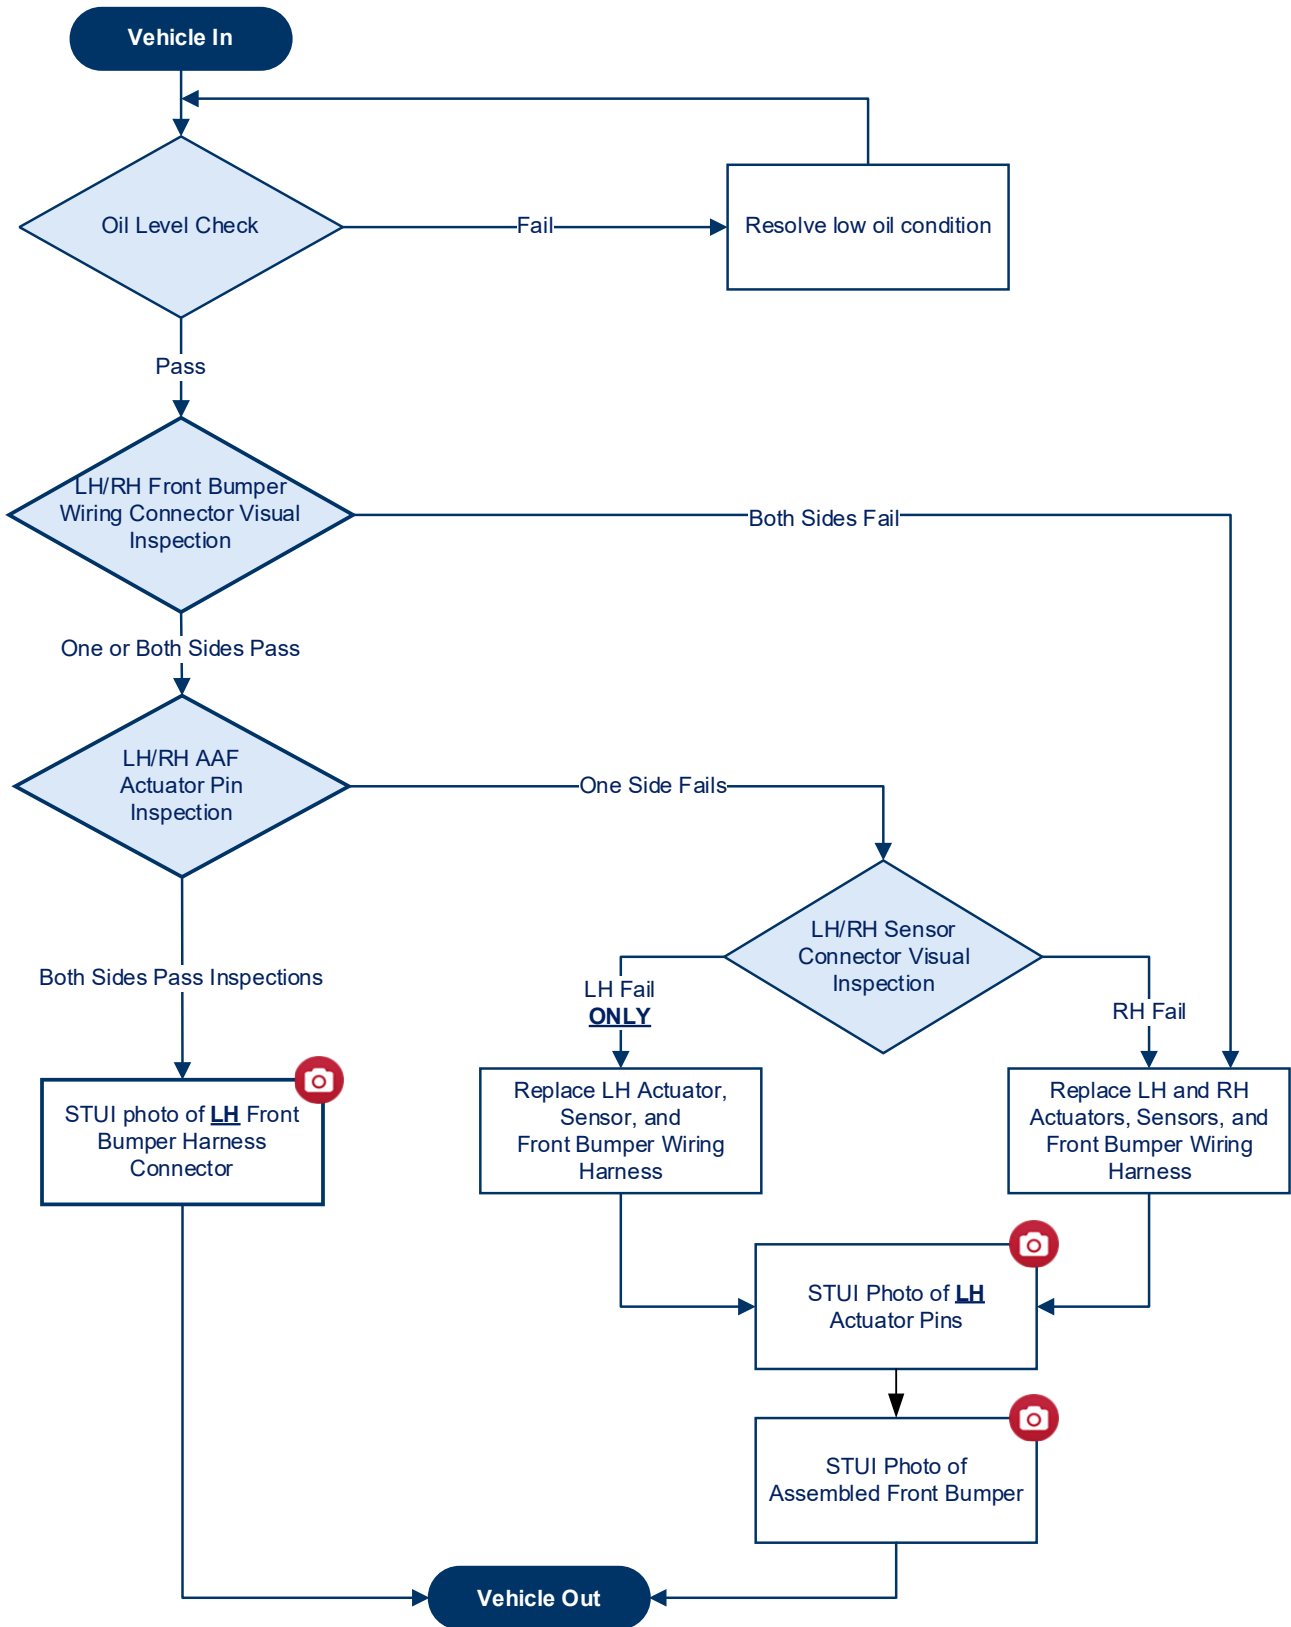 Vehicle In
Oil Level Check
Fail
Resolve low oil condition
Pass
LH/RH Front Bumper
Wiring Connector Visual
Inspection
Both Sides Fail
One or Both Sides Pass
LH/RH AAF
Actuator Pin
Inspection
One Side Fails
LH/RH Sensor
Connector Visual
Inspection
Both Sides Pass Inspections
LH Fail
ONLY
RH Fail
STUI photo of LH Front
Bumper Harness
Connector
Replace LH Actuator,
Sensor, and
Front Bumper Wiring
Harness
Replace LH and RH
Actuators, Sensors, and
Front Bumper Wiring
Harness
STUI Photo of LH
Actuator Pins
STUI Photo of
Assembled Front Bumper
Vehicle Out